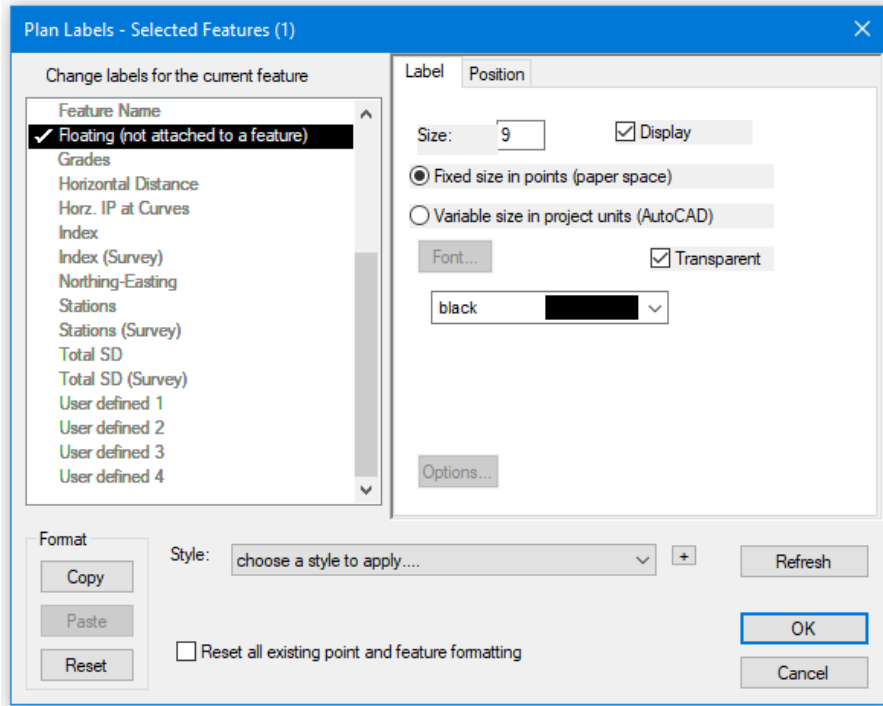 Plan Labels - Selected Features (1)
Change labels for the current feature
Feature Name
Floating (not attached to a feature)
Grades
Horizontal Distance
Horz. IP at Curves
Index
Index (Survey)
Northing-Easting
Stations
Stations (Survey)
Total SD
Total SD (Survey)
User defined 1
User defined 2
User defined 3
User defined 4
Label Position
Size: 9 Display
Fixed size in points (paper space)
Variable size in project units (AutoCAD)
Font... Transparent
black
Options...
Format
Copy
Paste
Reset
Style: choose a style to apply.... +
Reset all existing point and feature formatting
Refresh
OK
Cancel